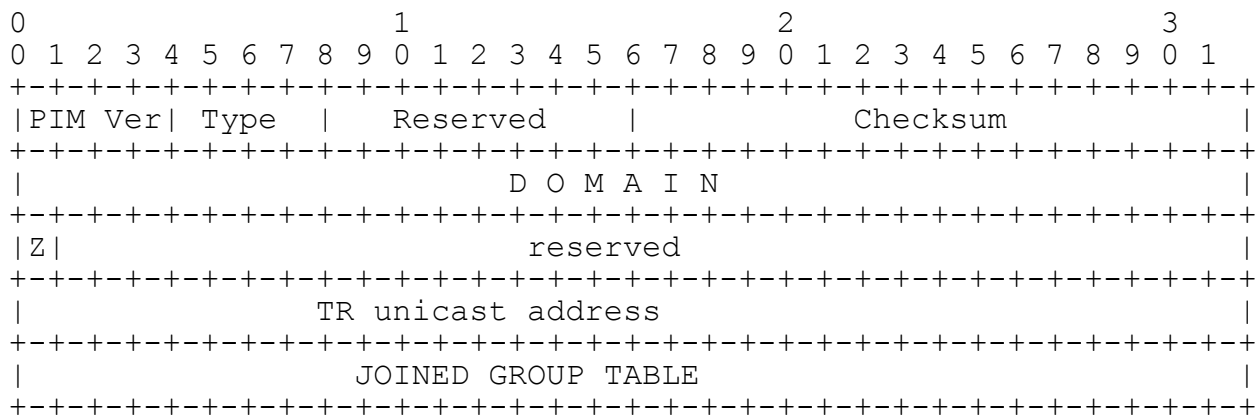 0                   1                   2                   3
0 1 2 3 4 5 6 7 8 9 0 1 2 3 4 5 6 7 8 9 0 1 2 3 4 5 6 7 8 9 0 1
+-+-+-+-+-+-+-+-+-+-+-+-+-+-+-+-+-+-+-+-+-+-+-+-+-+-+-+-+-+-+-+-+
|PIM Ver| Type  |   Reserved    |           Checksum            |
+-+-+-+-+-+-+-+-+-+-+-+-+-+-+-+-+-+-+-+-+-+-+-+-+-+-+-+-+-+-+-+-+
|                         D O M A I N                           |
+-+-+-+-+-+-+-+-+-+-+-+-+-+-+-+-+-+-+-+-+-+-+-+-+-+-+-+-+-+-+-+-+
|Z|                        reserved                             |
+-+-+-+-+-+-+-+-+-+-+-+-+-+-+-+-+-+-+-+-+-+-+-+-+-+-+-+-+-+-+-+-+
|               TR unicast address                              |
+-+-+-+-+-+-+-+-+-+-+-+-+-+-+-+-+-+-+-+-+-+-+-+-+-+-+-+-+-+-+-+-+
|                 JOINED GROUP TABLE                            |
+-+-+-+-+-+-+-+-+-+-+-+-+-+-+-+-+-+-+-+-+-+-+-+-+-+-+-+-+-+-+-+-+